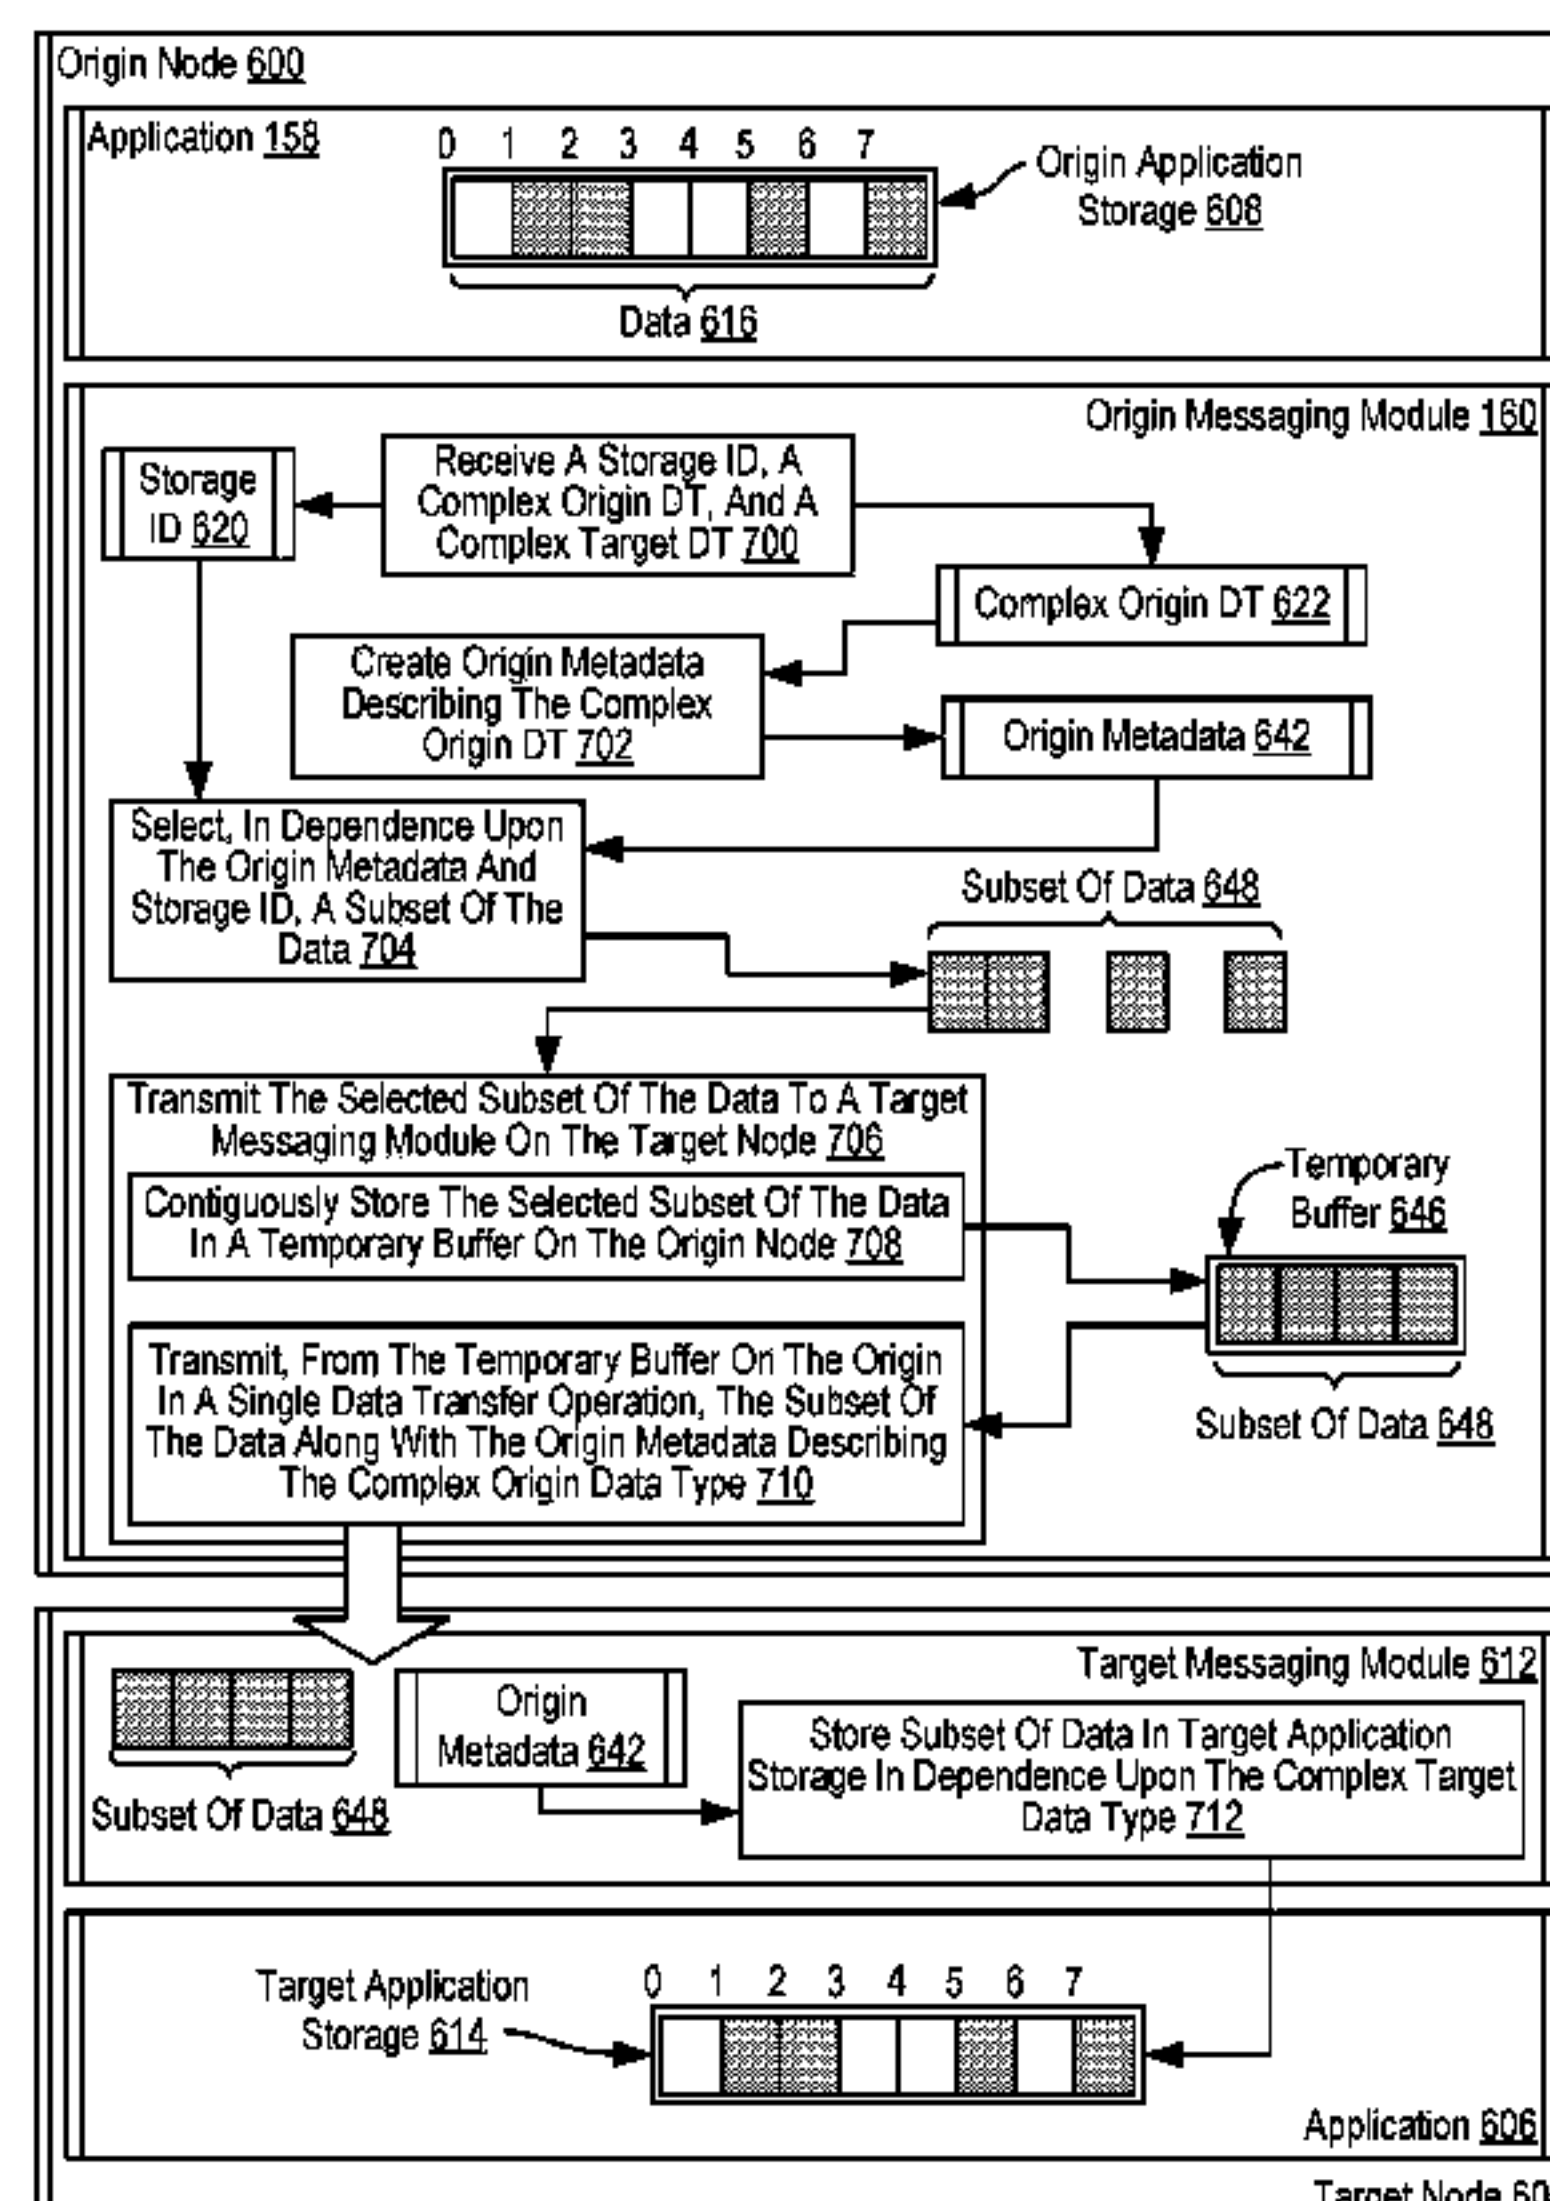 Origin Node 600
Application 158
0 1 2 3 4 5 6 7
Origin Application
Storage 608
Data 616
Origin Messaging Module 160
Storage
ID 620
Receive A Storage ID, A
Complex Origin DT, And A
Complex Target DT 700
Complex Origin DT 622
Create Origin Metadata
Describing The Complex
Origin DT 702
Origin Metadata 642
Select, In Dependence Upon
The Origin Metadata And
Storage ID, A Subset Of The
Data 704
Subset Of Data 648
Transmit The Selected Subset Of The Data To A Target
Messaging Module On The Target Node 706
Contiguously Store The Selected Subset Of The Data
In A Temporary Buffer On The Origin Node 708
Temporary
Buffer 646
Transmit, From The Temporary Buffer On The Origin
In A Single Data Transfer Operation, The Subset Of
The Data Along With The Origin Metadata Describing
The Complex Origin Data Type 710
Subset Of Data 648
Target Messaging Module 612
Subset Of Data 648
Origin
Metadata 642
Store Subset Of Data In Target Application
Storage In Dependence Upon The Complex Target
Data Type 712
Target Application
Storage 614
0 1 2 3 4 5 6 7
Application 606
Target Node 60